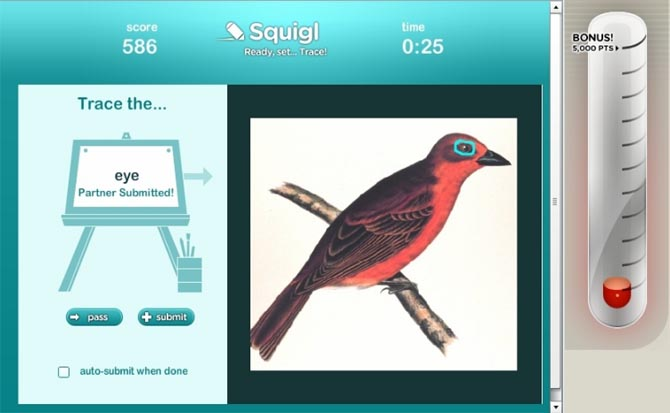 score
586
Squigl
Ready, set... Trace!
time
0:25
BONUS!
5,000 PTS
Trace the...
eye
Partner Submitted!
pass
submit
auto-submit when done